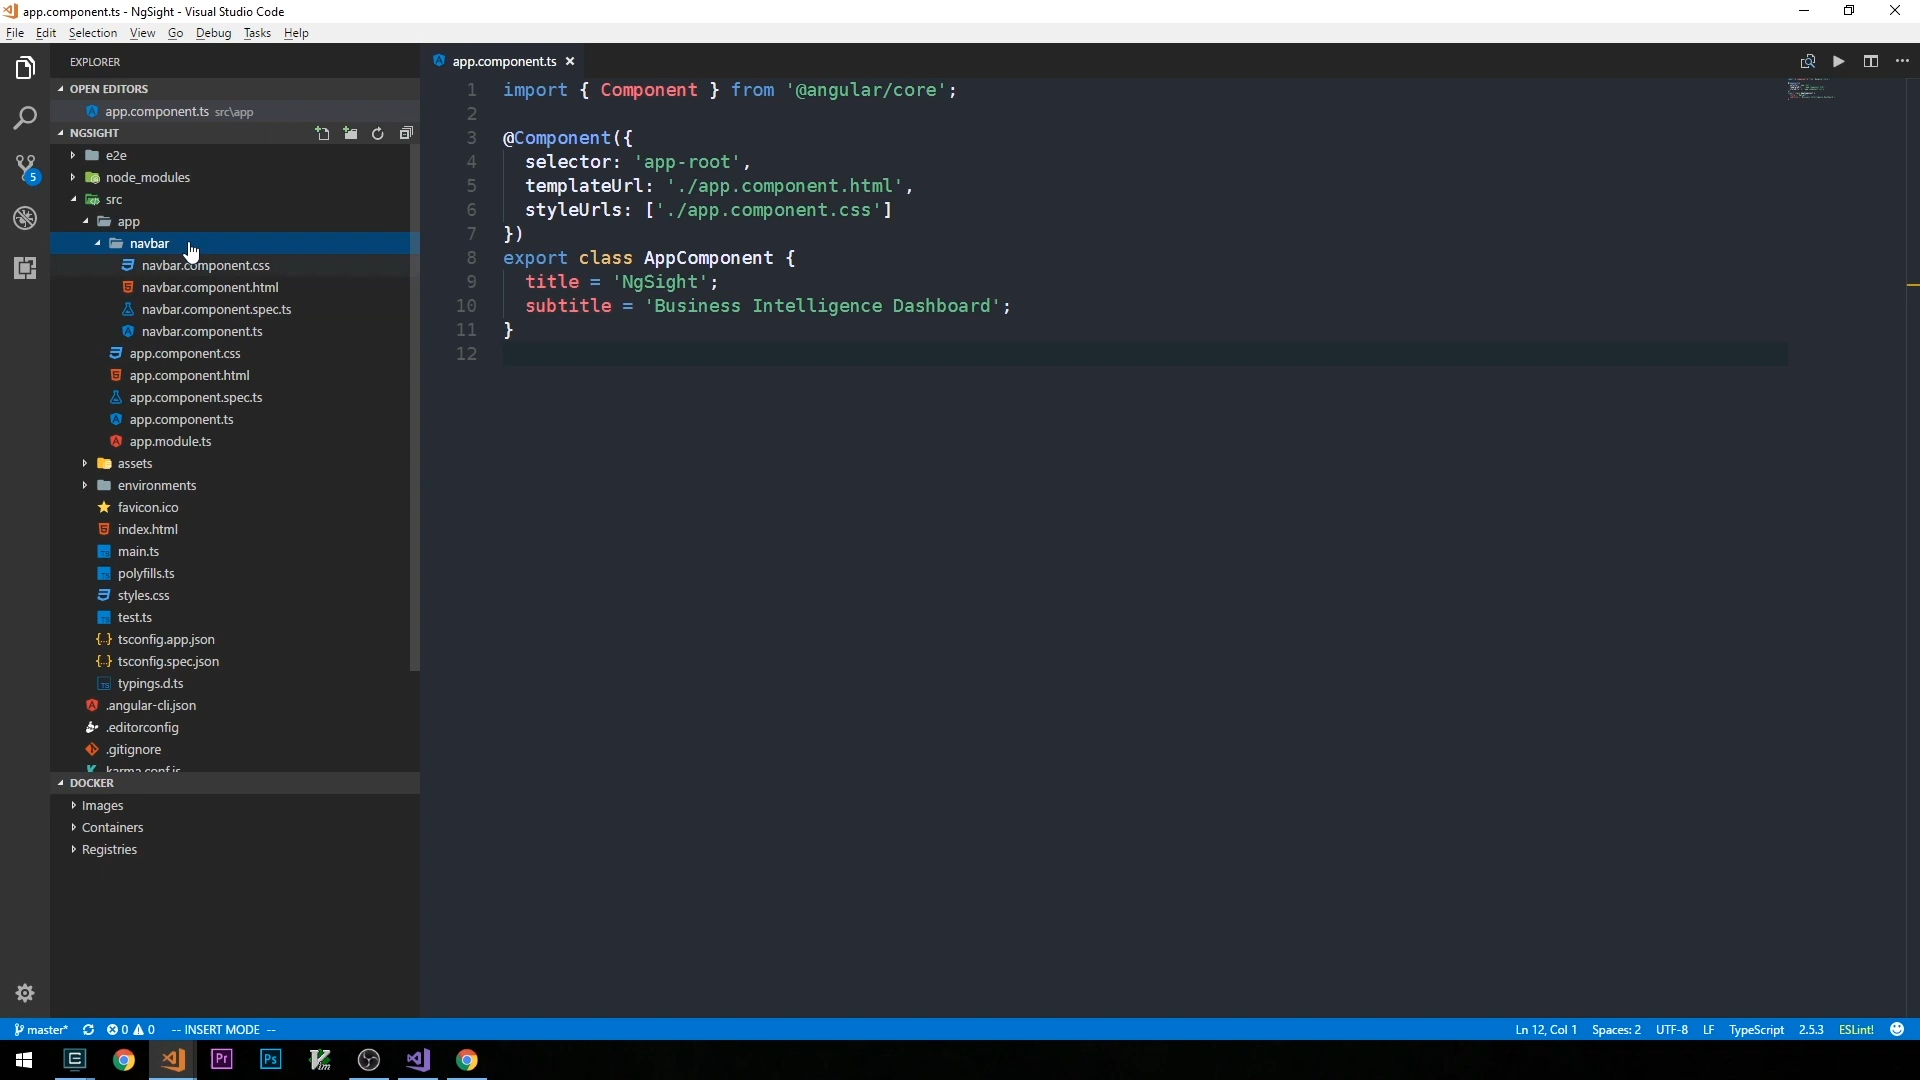 app.component.ts - NgSight - Visual Studio Code
File Edit Selection View Go Debug Tasks Help
EXPLORER
OPEN EDITORS
app.component.ts src\app
NGSIGHT
e2e
node_modules
src
app
navbar
navbar.component.css
navbar.component.html
navbar.component.spec.ts
navbar.component.ts
app.component.css
app.component.html
app.component.spec.ts
app.component.ts
app.module.ts
assets
environments
favicon.ico
index.html
main.ts
polyfills.ts
styles.css
test.ts
tsconfig.app.json
tsconfig.spec.json
typings.d.ts
.angular-cli.json
.editorconfig
.gitignore
karma.conf.js
DOCKER
Images
Containers
Registries
5
app.component.ts
1 import { Component } from '@angular/core';
2
3 @Component({
4 selector: 'app-root',
5 templateUrl: './app.component.html',
6 styleUrls: ['./app.component.css']
7 })
8 export class AppComponent {
9 title = 'NgSight';
10 subtitle = 'Business Intelligence Dashboard';
11 }
12
master* 0 0 -- INSERT MODE -- Ln 12, Col 1 Spaces: 2 UTF-8 LF TypeScript 2.5.3 ESLint!
Pr Ps Vim